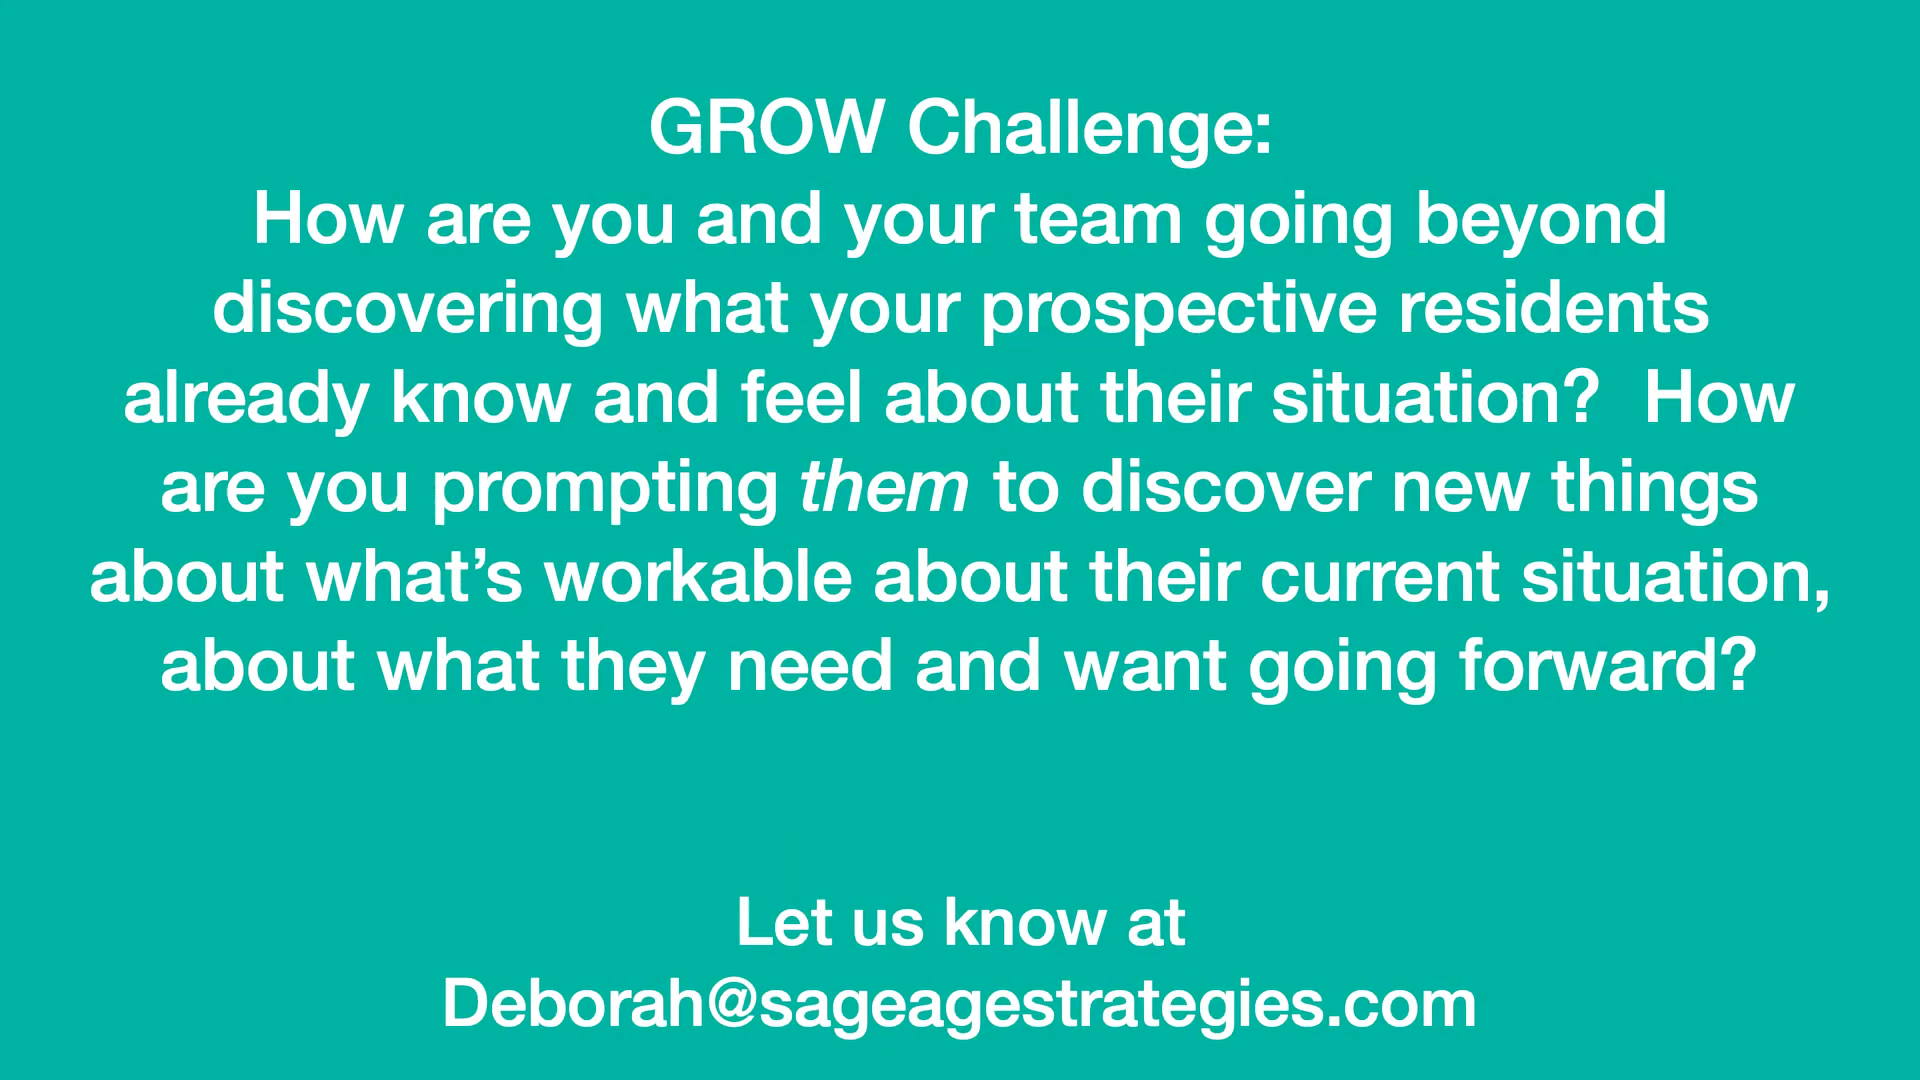 GROW Challenge:
How are you and your team going beyond
discovering what your prospective residents
already know and feel about their situation?  How
are you prompting them to discover new things
about what’s workable about their current situation,
about what they need and want going forward?
Let us know at
Deborah@sageagestrategies.com